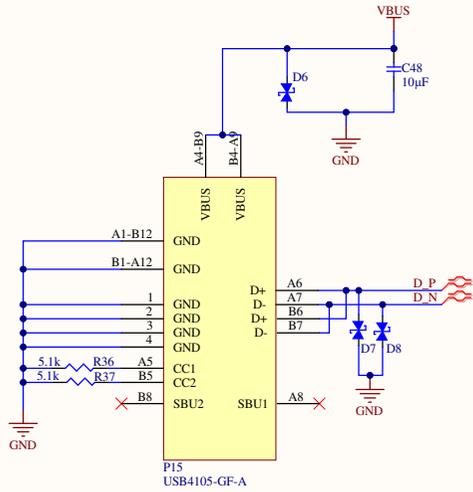 VBUS
D6
C48
10µF
GND
A4-B9
B4-A9
VBUS
VBUS
A1-B12
GND
B1-A12
GND
1
GND
2
GND
3
GND
4
GND
5.1k
R36
A5
CC1
5.1k
R37
B5
CC2
B8
SBU2
SBU1
A8
D+
A6
D_P
D-
A7
D_N
D+
B6
D-
B7
D7
D8
GND
GND
P15
USB4105-GF-A